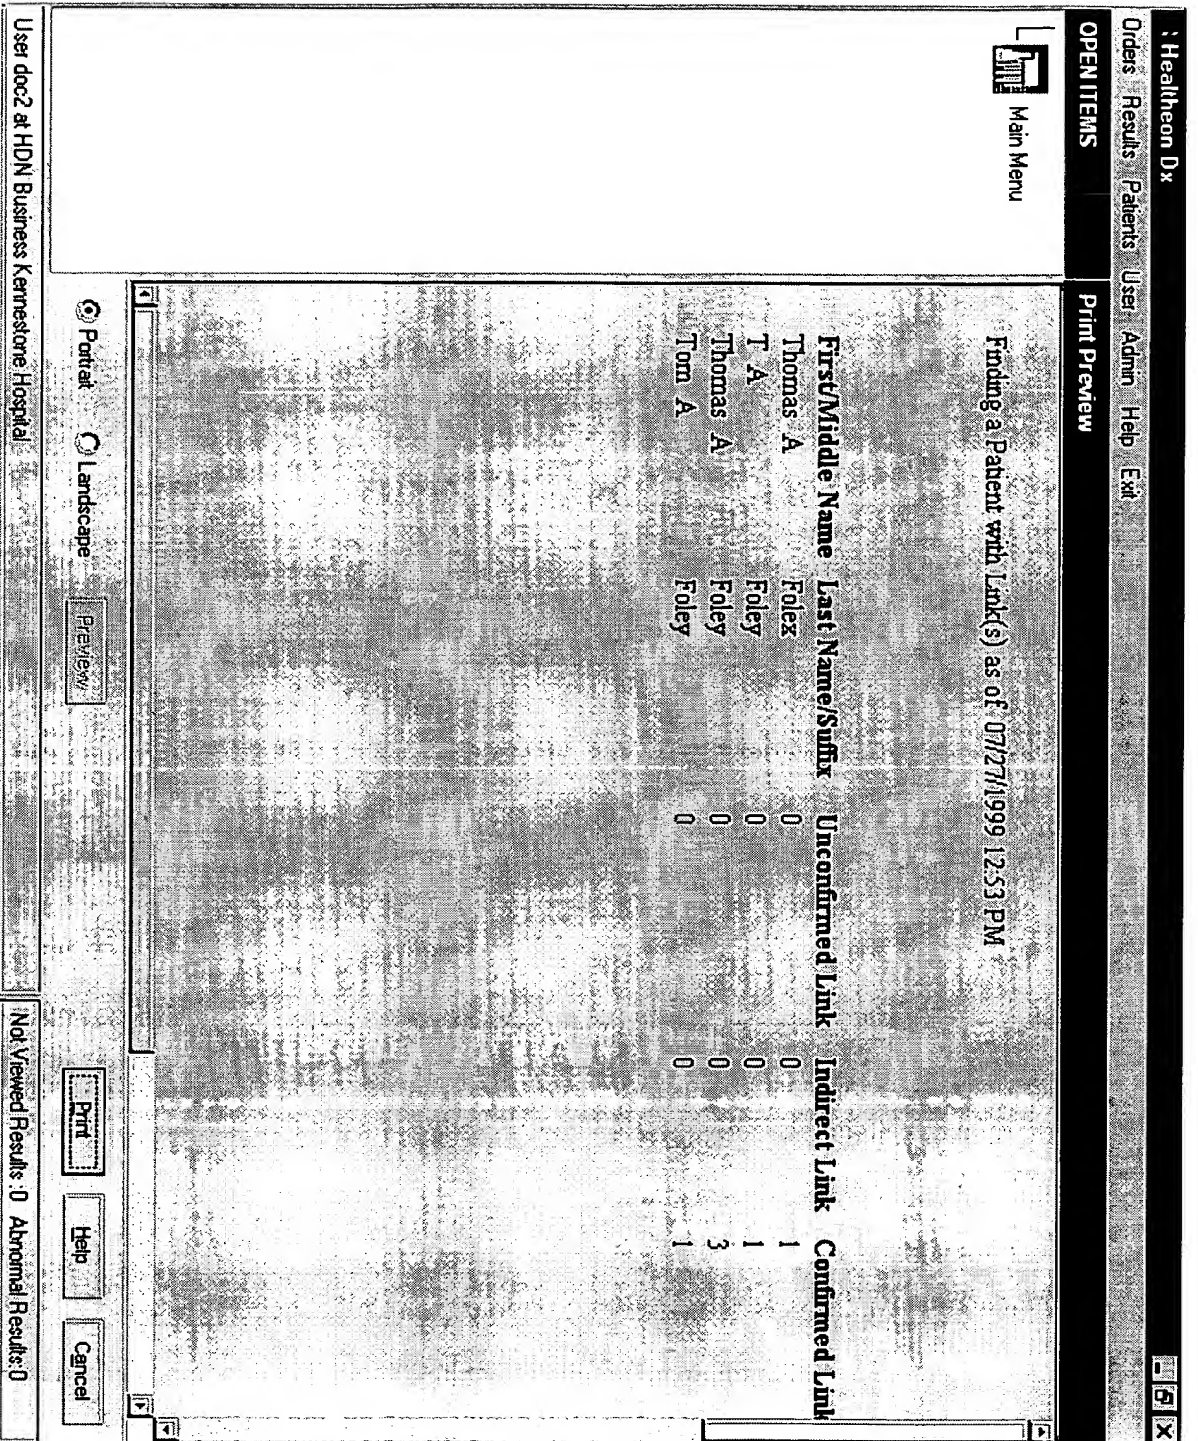 : Healtheon Dx
Orders Results Patients User Admin Help Exit
OPEN ITEMS
Print Preview
Main Menu
Finding a Patient with Link(s) as of: 07/27/1999 12:53 PM
First/Middle Name Last Name/Suffix Unconfirmed Link Indirect Link Confirmed Link
Thomas A Folex 0 0 1
T A Foley 0 0 1
Thomas A Foley 0 0 3
Tom A Foley 0 0 1
Portrait Landscape Preview Print Help Cancel
User doc2 at HDN Business Kennestone Hospital Not Viewed Results: 0 Abnormal Results: 0